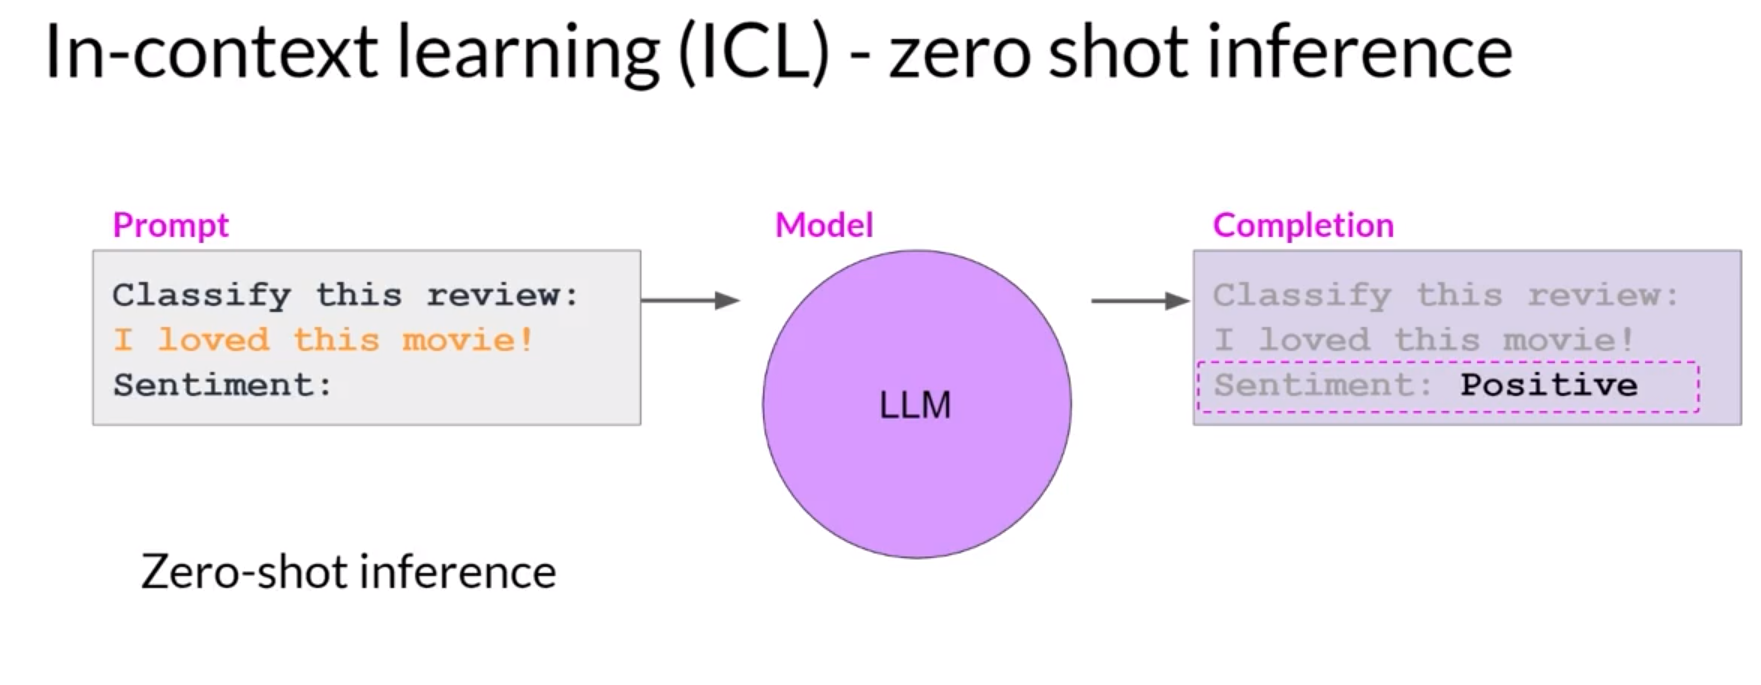 In-context learning (ICL) - zero shot inference
Prompt
Classify this review:
I loved this movie!
Sentiment:
Model
LLM
Completion
Classify this review:
I loved this movie!
Sentiment: Positive
Zero-shot inference